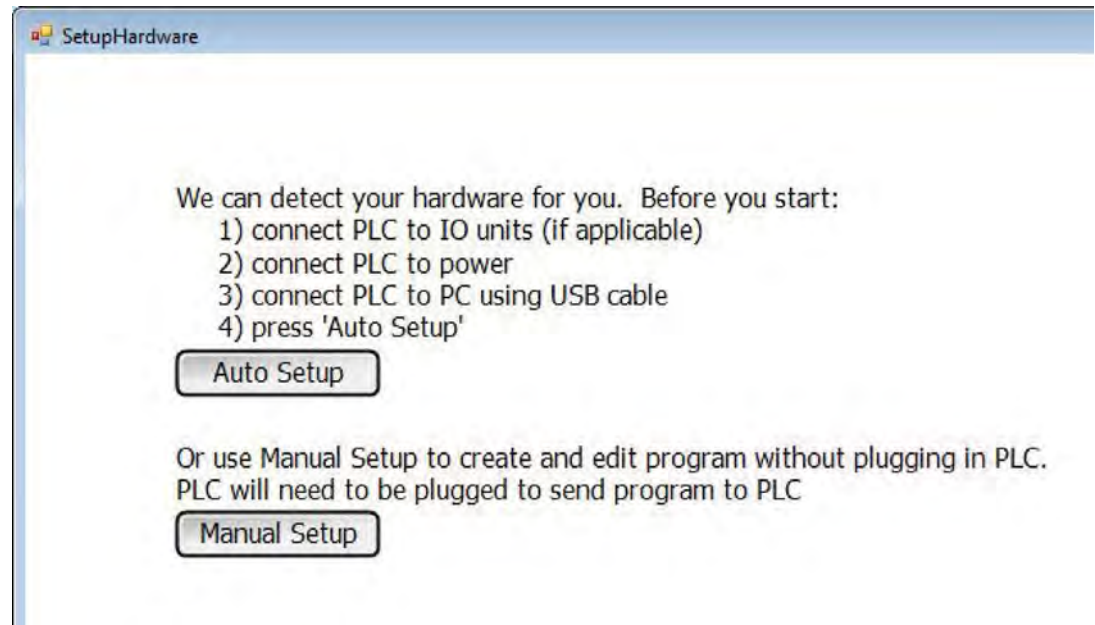 SetupHardware
We can detect your hardware for you.  Before you start:
1) connect PLC to IO units (if applicable)
2) connect PLC to power
3) connect PLC to PC using USB cable
4) press 'Auto Setup'
Auto Setup
Or use Manual Setup to create and edit program without plugging in PLC.
PLC will need to be plugged to send program to PLC
Manual Setup